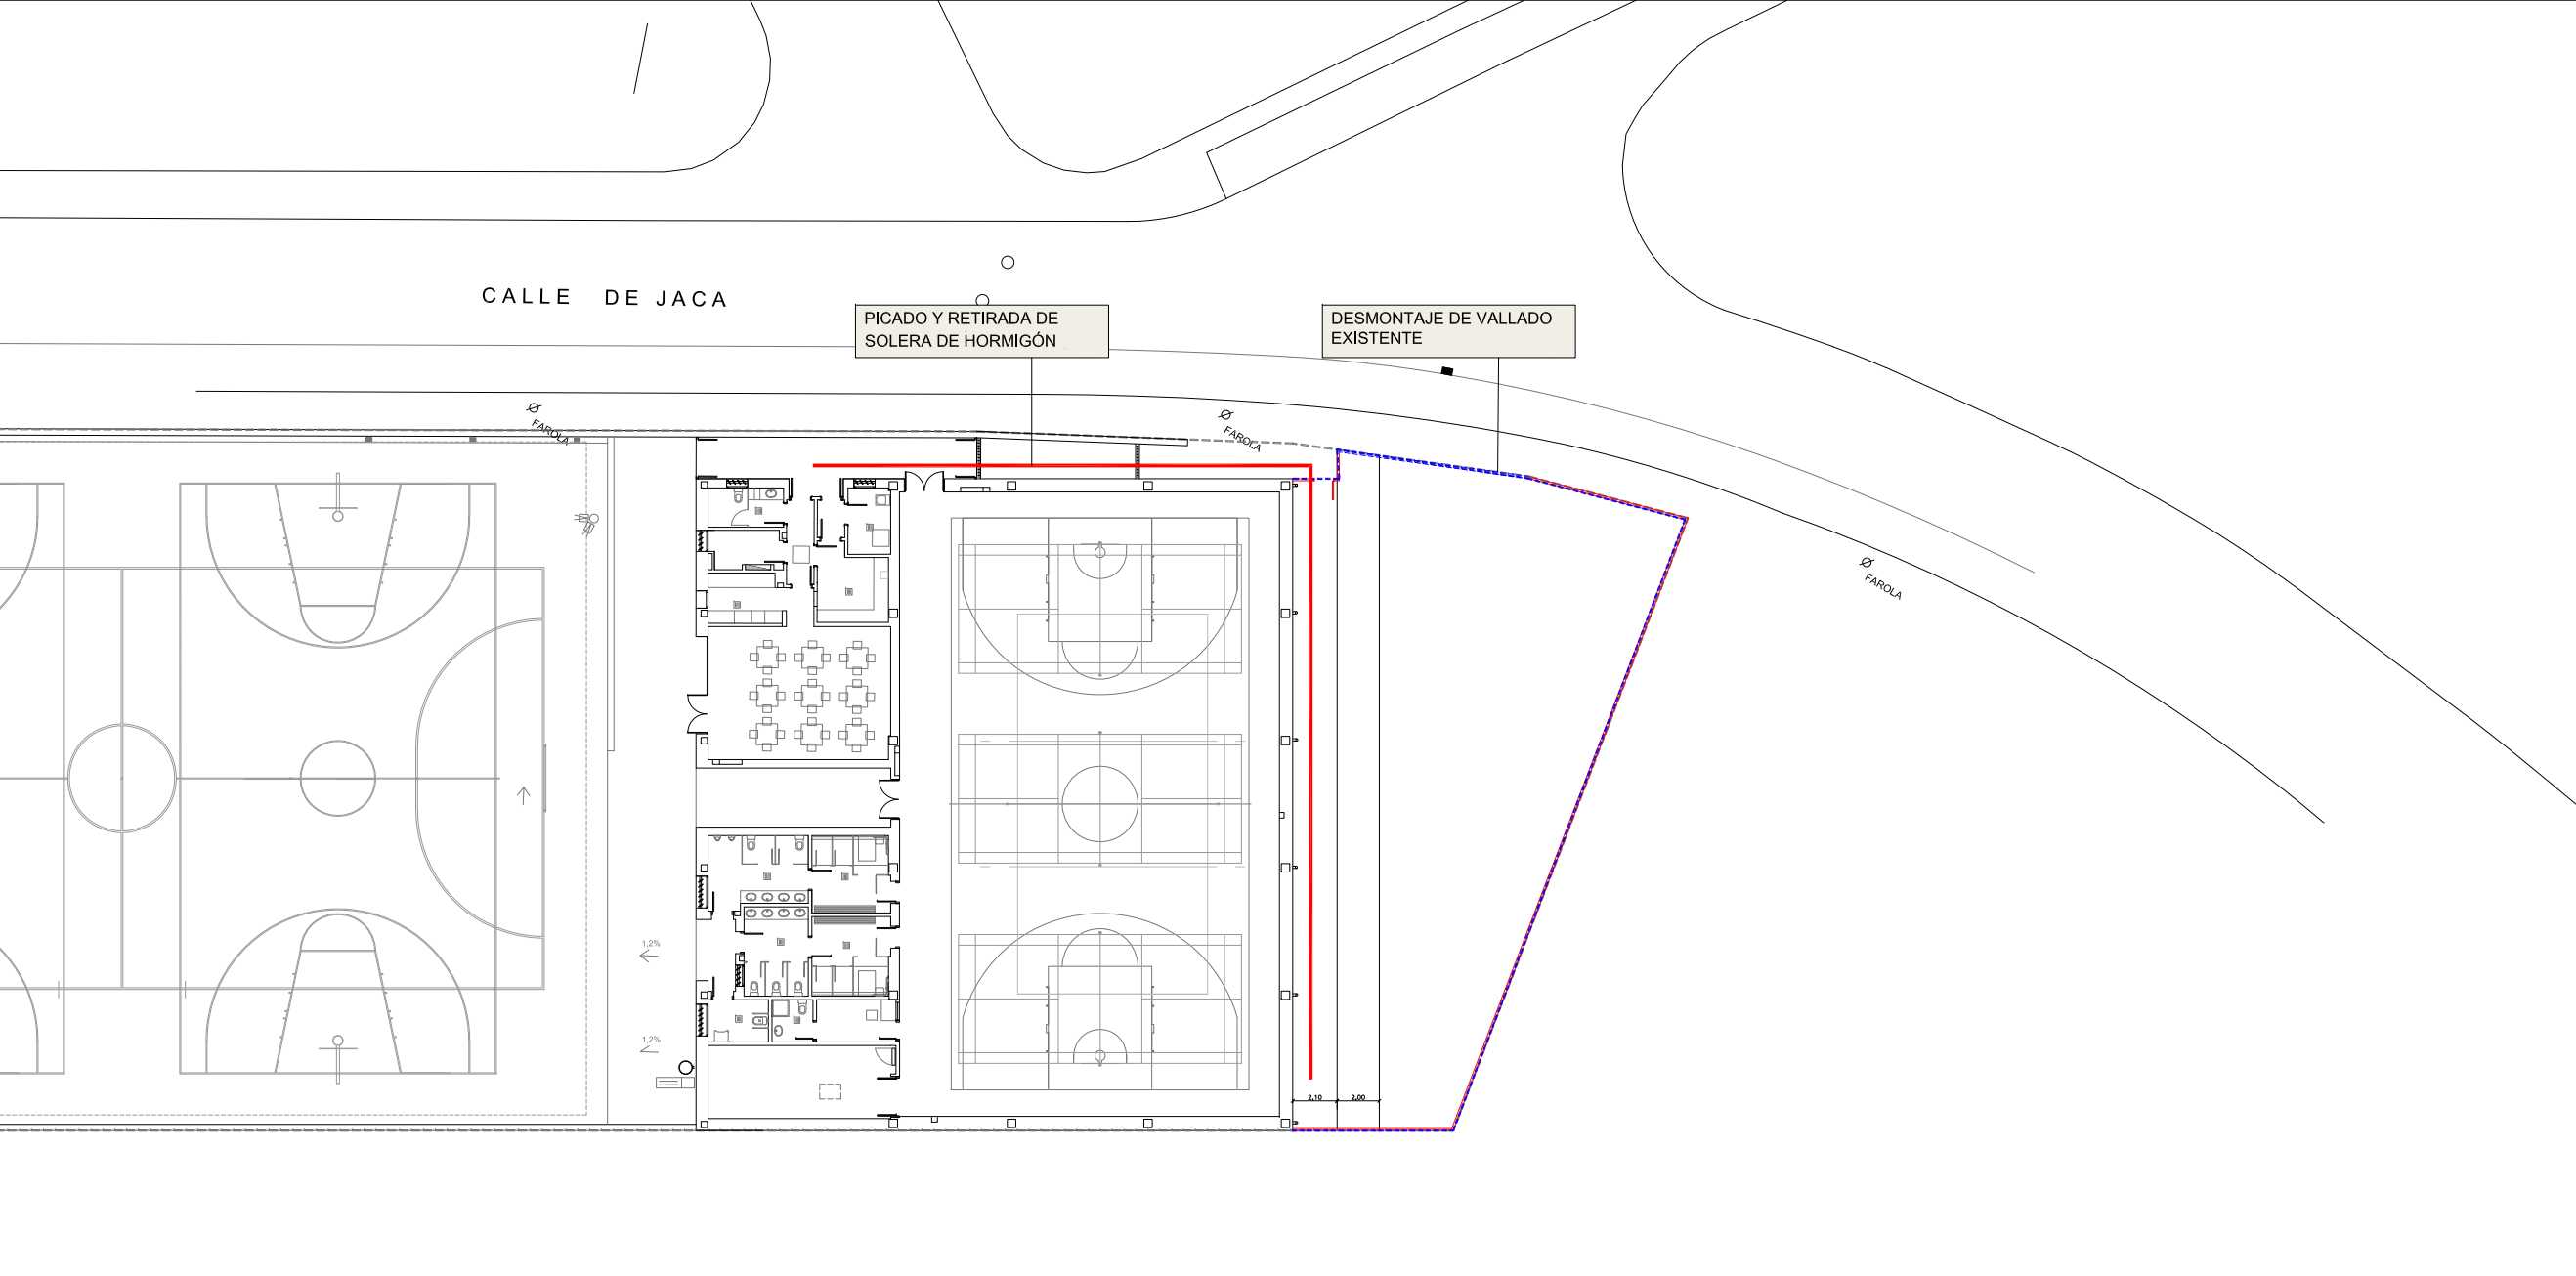 CALLE DE JACA
PICADO Y RETIRADA DE
SOLERA DE HORMIGÓN
DESMONTAJE DE VALLADO
EXISTENTE
FAROLA
FAROLA
FAROLA
1,2%
1,2%
2,10
2,00